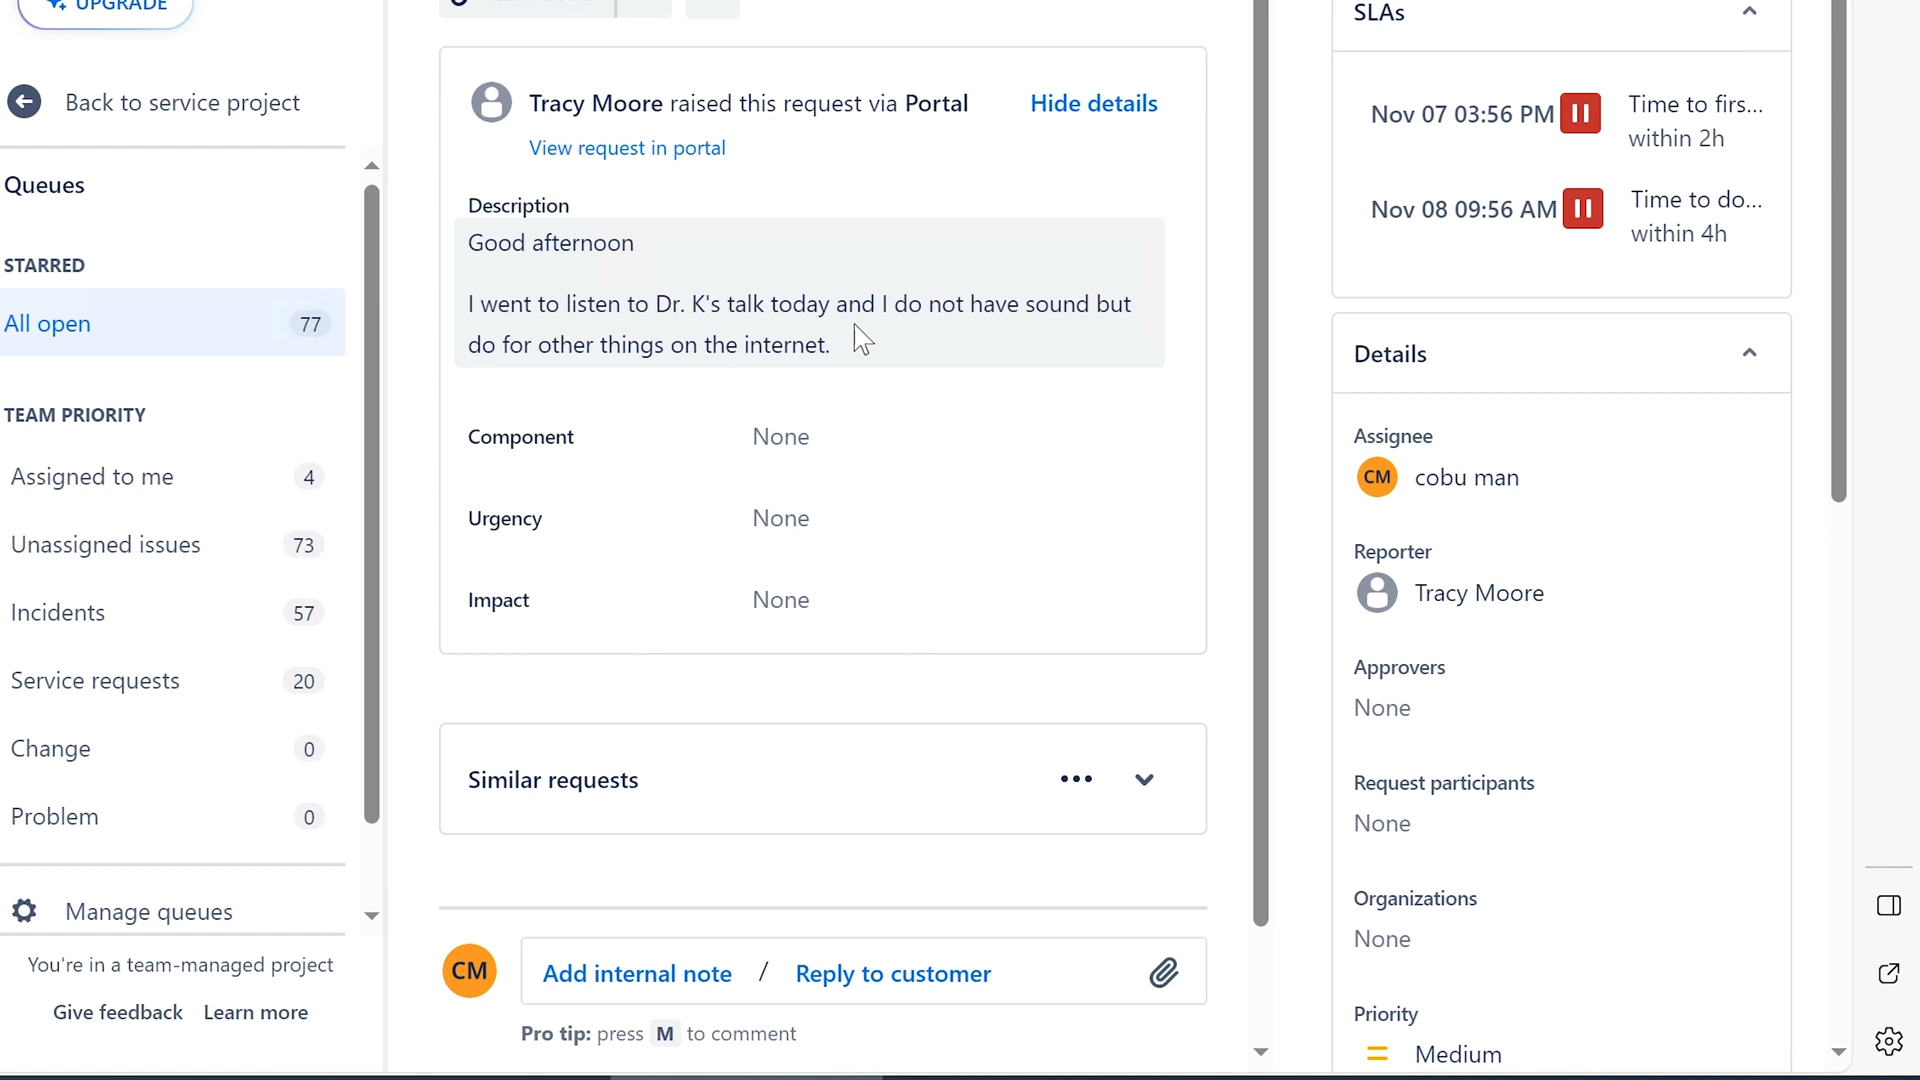 UPGRADE
Back to service project
Queues
STARRED
All open 77
TEAM PRIORITY
Assigned to me 4
Unassigned issues 73
Incidents 57
Service requests 20
Change 0
Problem 0
Manage queues
You're in a team-managed project
Give feedback Learn more
Tracy Moore raised this request via Portal Hide details
View request in portal
Description
Good afternoon
I went to listen to Dr. K's talk today and I do not have sound but
do for other things on the internet.
Component None
Urgency None
Impact None
Similar requests
CM Add internal note / Reply to customer
Pro tip: press M to comment
SLAs
Nov 07 03:56 PM Time to firs...
within 2h
Nov 08 09:56 AM Time to do...
within 4h
Details
Assignee
CM cobu man
Reporter
Tracy Moore
Approvers
None
Request participants
None
Organizations
None
Priority
Medium